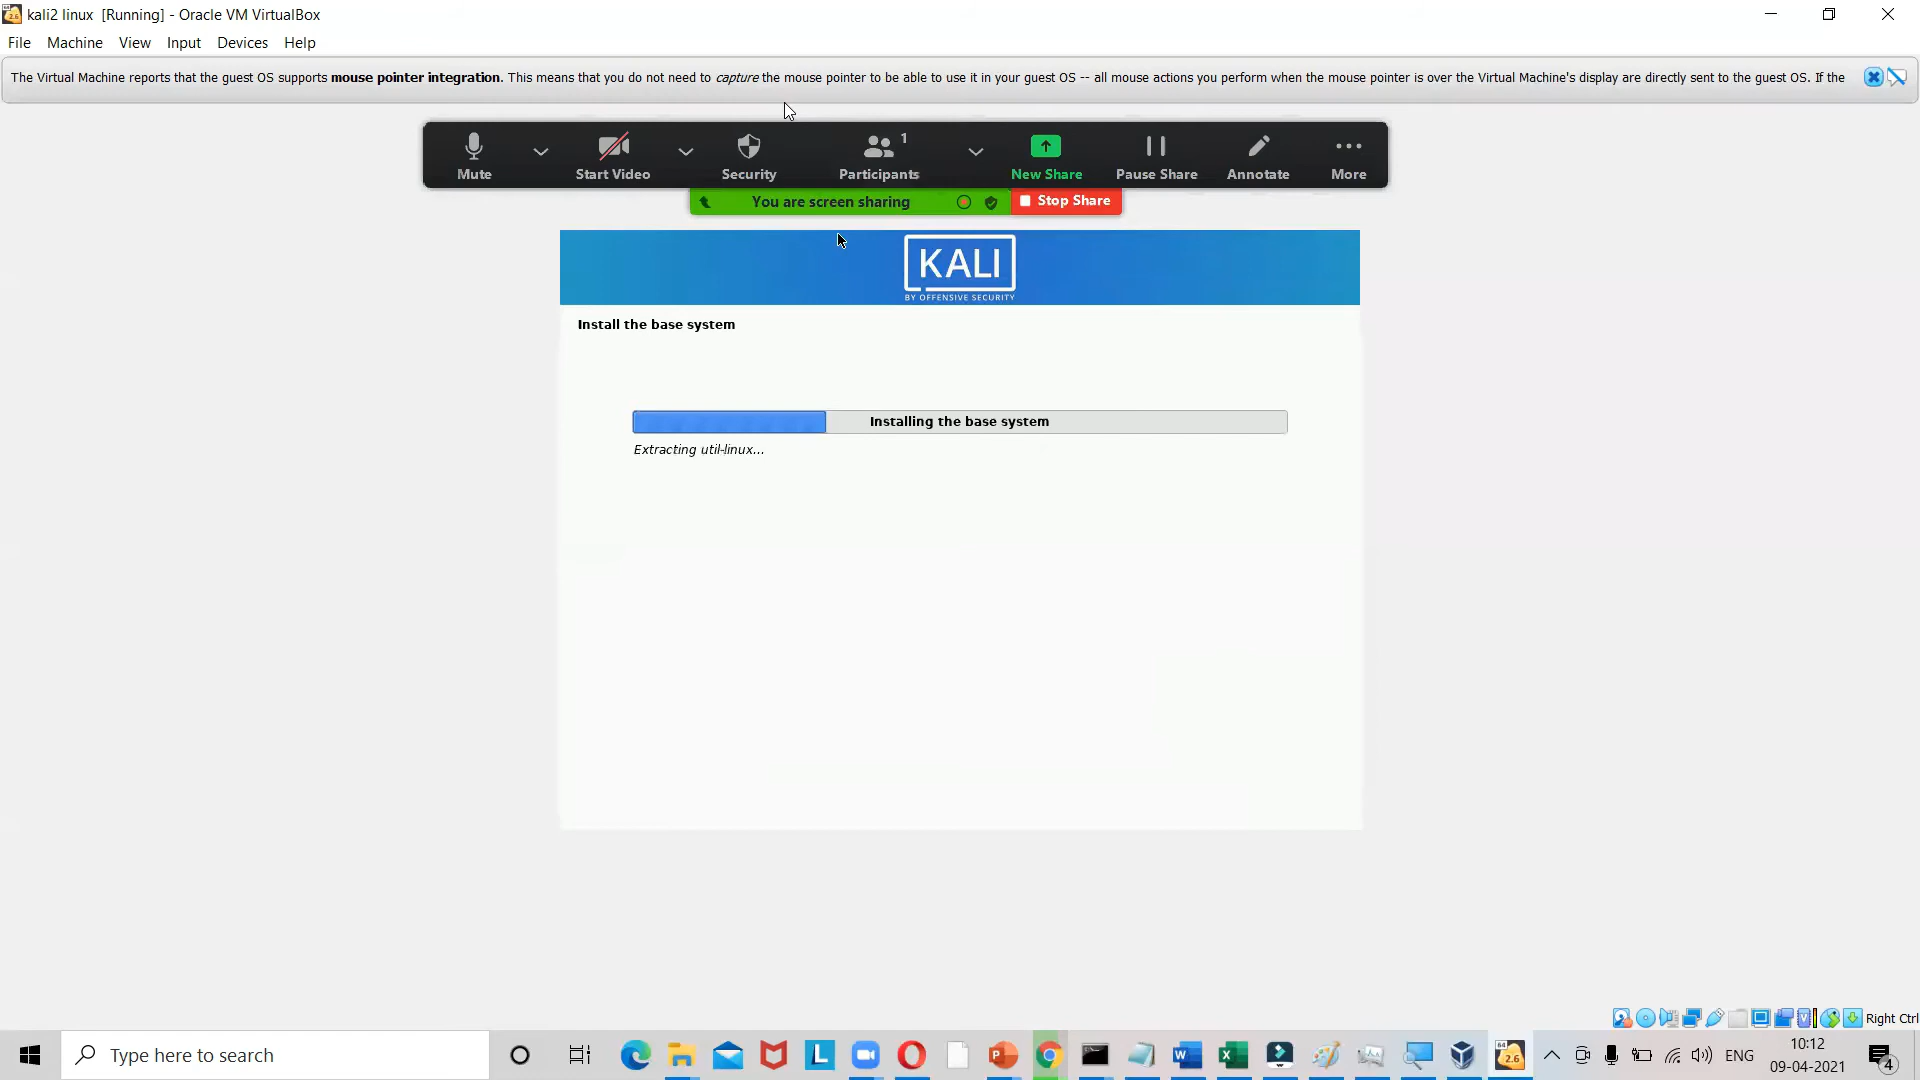 kali2 linux [Running] - Oracle VM VirtualBox
File Machine View Input Devices Help
The Virtual Machine reports that the guest OS supports mouse pointer integration. This means that you do not need to capture the mouse pointer to be able to use it in your guest OS -- all mouse actions you perform when the mouse pointer is over the Virtual Machine's display are directly sent to the guest OS. If the
1
Mute Start Video Security Participants New Share Pause Share Annotate More
You are screen sharing Stop Share
KALI
BY OFFENSIVE SECURITY
Install the base system
Installing the base system
Extracting util-linux...
Right Ctrl
Type here to search
ENG
10:12
09-04-2021
4